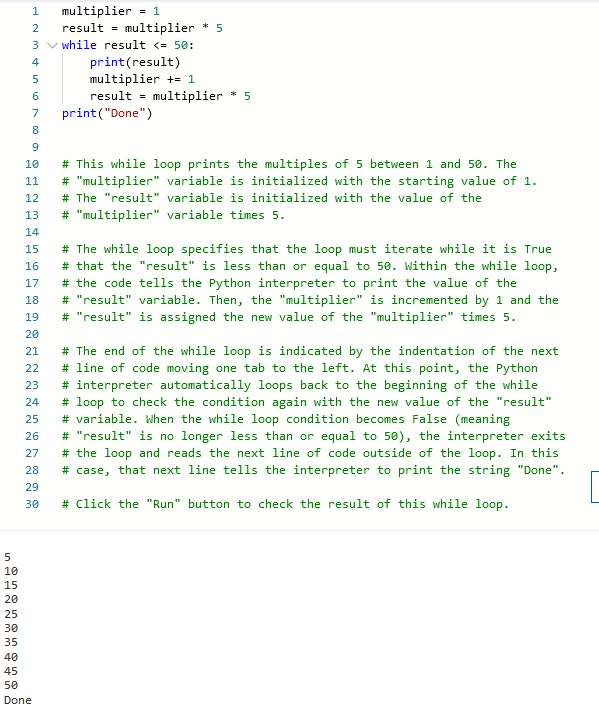 1 multiplier = 1
2 result = multiplier * 5
3 while result <= 50:
4     print(result)
5     multiplier += 1
6     result = multiplier * 5
7 print("Done")
8
9
10 # This while loop prints the multiples of 5 between 1 and 50. The
11 # "multiplier" variable is initialized with the starting value of 1.
12 # The "result" variable is initialized with the value of the
13 # "multiplier" variable times 5.
14
15 # The while loop specifies that the loop must iterate while it is True
16 # that the "result" is less than or equal to 50. Within the while loop,
17 # the code tells the Python interpreter to print the value of the
18 # "result" variable. Then, the "multiplier" is incremented by 1 and the
19 # "result" is assigned the new value of the "multiplier" times 5.
20
21 # The end of the while loop is indicated by the indentation of the next
22 # line of code moving one tab to the left. At this point, the Python
23 # interpreter automatically loops back to the beginning of the while
24 # loop to check the condition again with the new value of the "result"
25 # variable. When the while loop condition becomes False (meaning
26 # "result" is no longer less than or equal to 50), the interpreter exits
27 # the loop and reads the next line of code outside of the loop. In this
28 # case, that next line tells the interpreter to print the string "Done".
29
30 # Click the "Run" button to check the result of this while loop.
5
10
15
20
25
30
35
40
45
50
Done